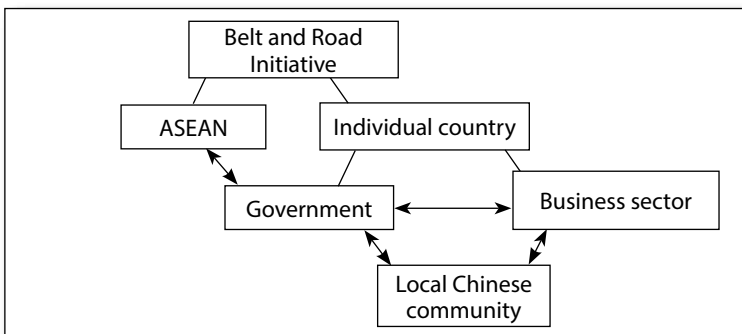 Belt and Road
Initiative
ASEAN
Individual country
Government
Business sector
Local Chinese
community